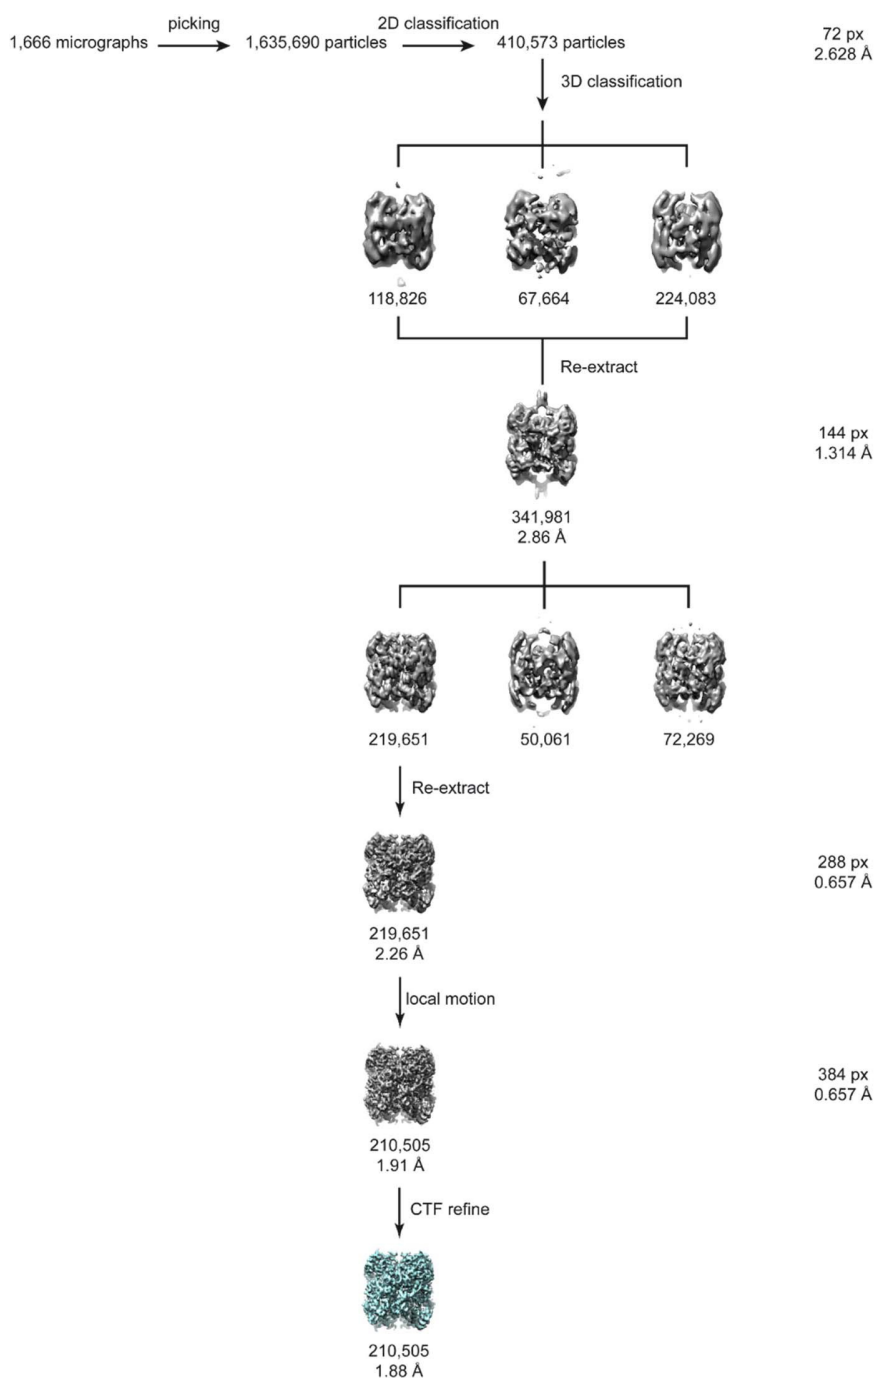 picking
2D classification
1,666 micrographs
1,635,690 particles
410,573 particles
72 px
2.628 Å
3D classification
118,826
67,664
224,083
Re-extract
144 px
1.314 Å
341,981
2.86 Å
219,651
50,061
72,269
Re-extract
288 px
0.657 Å
219,651
2.26 Å
local motion
384 px
0.657 Å
210,505
1.91 Å
CTF refine
210,505
1.88 Å